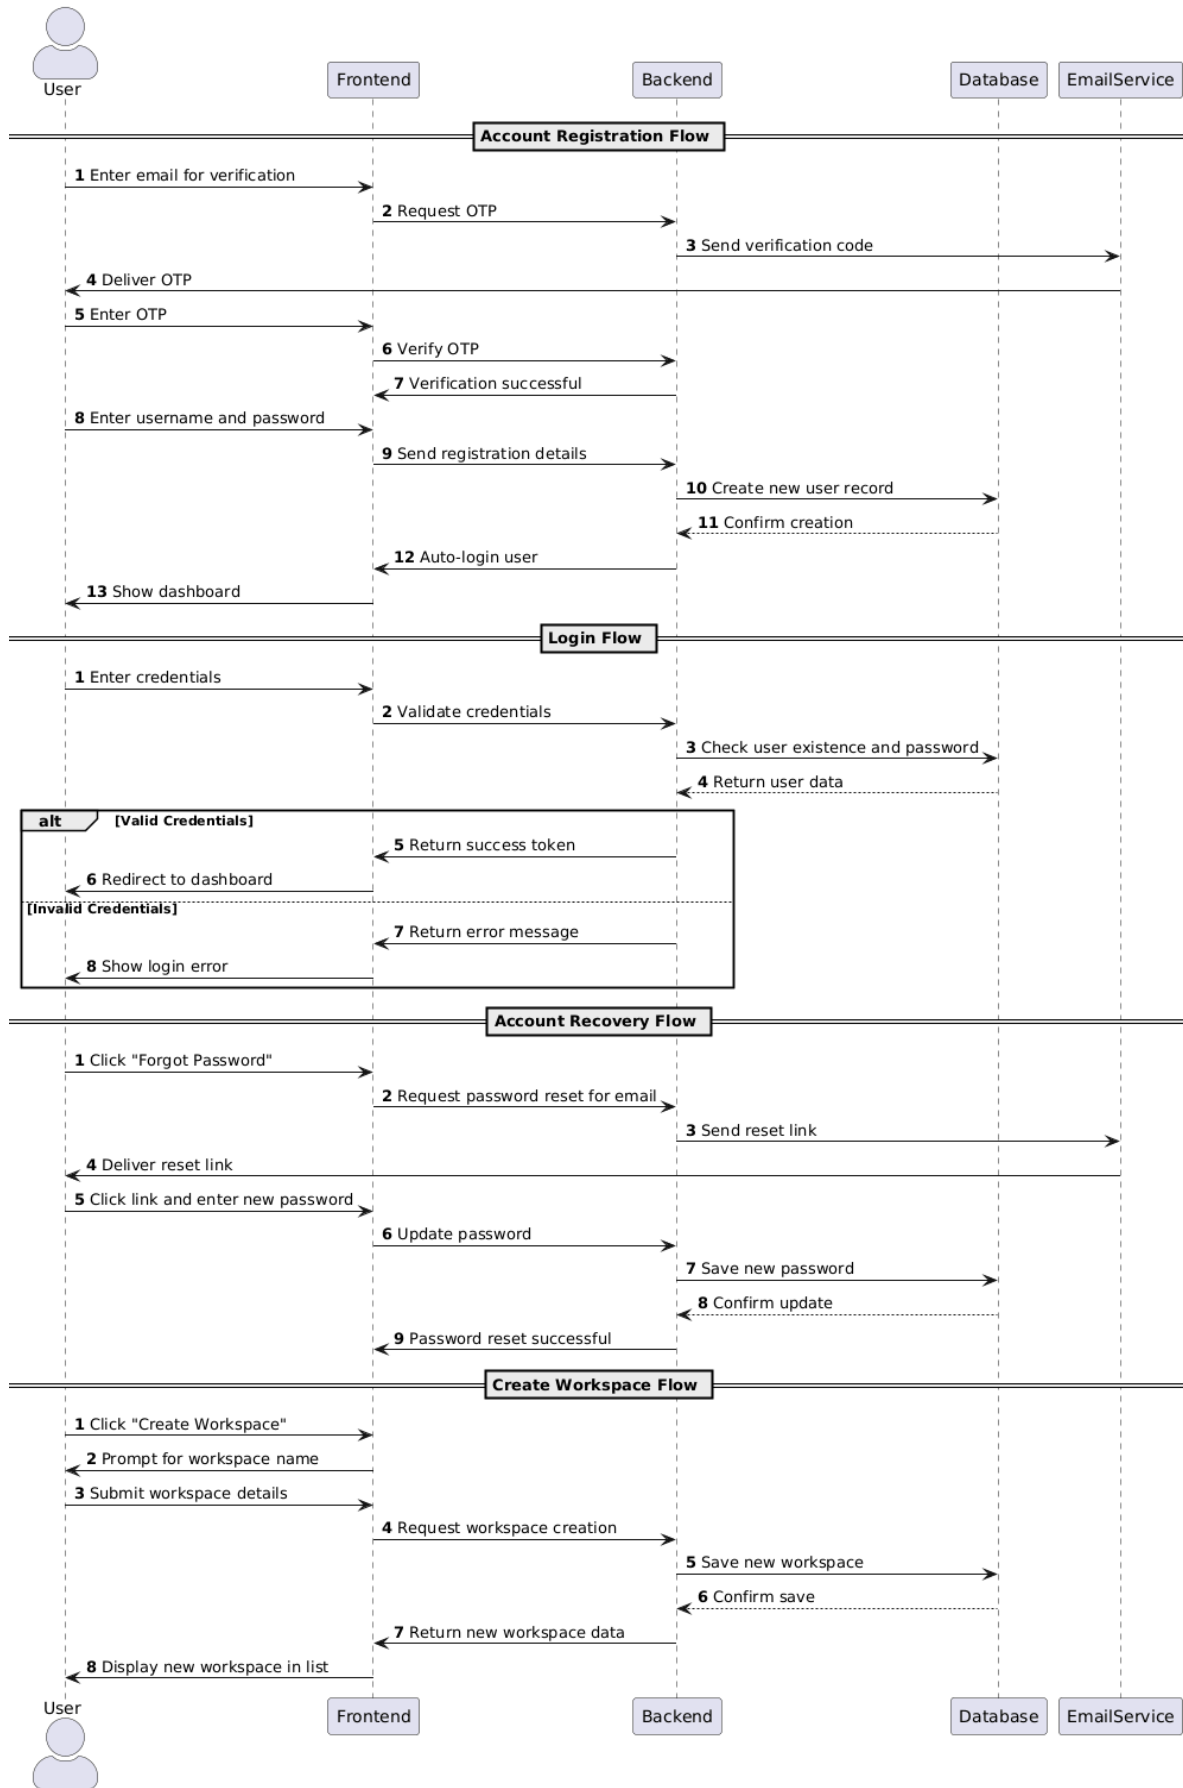 User
Frontend
Backend
Database
EmailService
Account Registration Flow
1 Enter email for verification
2 Request OTP
3 Send verification code
4 Deliver OTP
5 Enter OTP
6 Verify OTP
7 Verification successful
8 Enter username and password
9 Send registration details
10 Create new user record
11 Confirm creation
12 Auto-login user
13 Show dashboard
Login Flow
1 Enter credentials
2 Validate credentials
3 Check user existence and password
4 Return user data
alt [Valid Credentials]
5 Return success token
6 Redirect to dashboard
[Invalid Credentials]
7 Return error message
8 Show login error
Account Recovery Flow
1 Click "Forgot Password"
2 Request password reset for email
3 Send reset link
4 Deliver reset link
5 Click link and enter new password
6 Update password
7 Save new password
8 Confirm update
9 Password reset successful
Create Workspace Flow
1 Click "Create Workspace"
2 Prompt for workspace name
3 Submit workspace details
4 Request workspace creation
5 Save new workspace
6 Confirm save
7 Return new workspace data
8 Display new workspace in list
User
Frontend
Backend
Database
EmailService